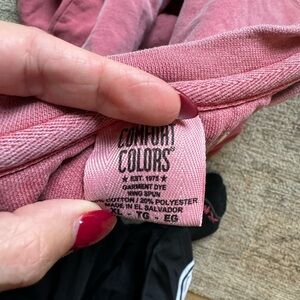 COMFORT
COLORS®
★ EST. 1975 ★
GARMENT DYE
RING SPUN
COTTON / 20% POLYESTER
MADE IN EL SALVADOR
XL - TG - EG